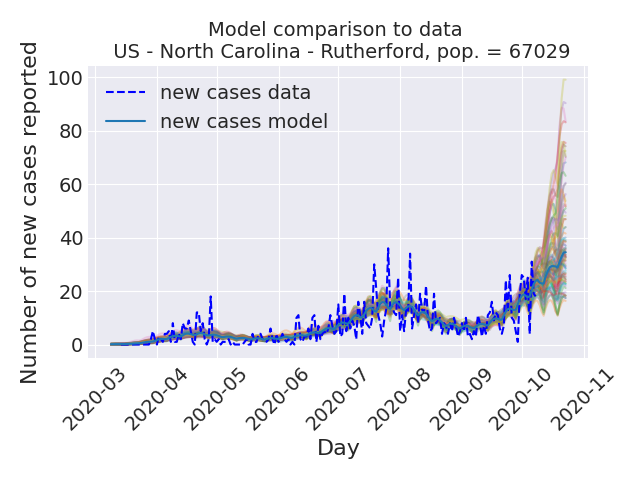 Model comparison to data
US - North Carolina - Rutherford, pop. = 67029
Number of new cases reported
100
80
60
40
20
0
new cases data
new cases model
2020-03
2020-04
2020-05
2020-06
2020-07
2020-08
2020-09
2020-10
2020-11
Day